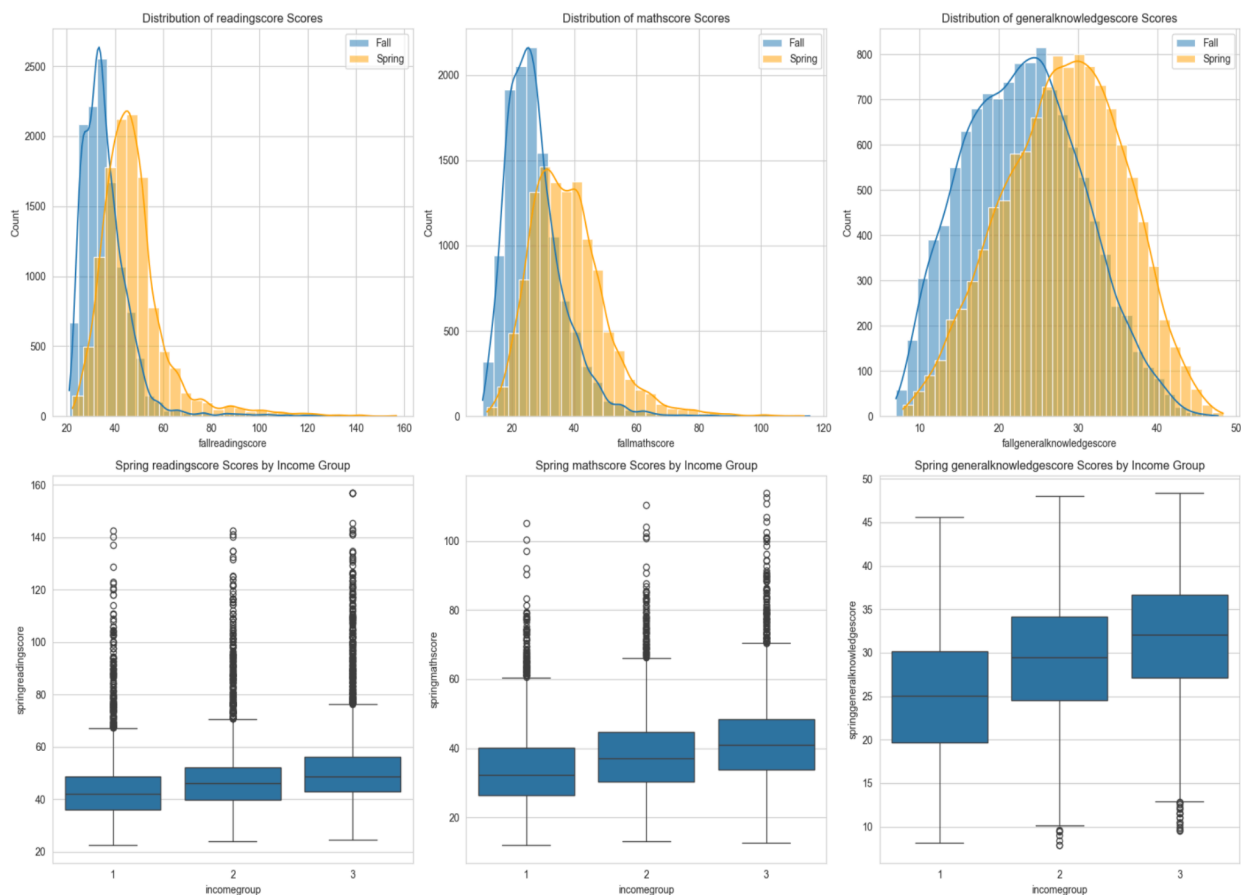 Distribution of readingscore Scores
Fall
Spring
Count
2500
2000
1500
1000
500
0
20 40 60 80 100 120 140 160
fallreadingscore
Distribution of mathscore Scores
Fall
Spring
Count
2000
1500
1000
500
0
20 40 60 80 100 120
fallmathscore
Distribution of generalknowledgescore Scores
Fall
Spring
Count
800
700
600
500
400
300
200
100
0
10 20 30 40 50
fallgeneralknowledgescore
Spring readingscore Scores by Income Group
springreadingscore
160
140
120
100
80
60
40
20
1 2 3
incomegroup
Spring mathscore Scores by Income Group
springmathscore
100
80
60
40
20
1 2 3
incomegroup
Spring generalknowledgescore Scores by Income Group
springgeneralknowledgescore
50
45
40
35
30
25
20
15
10
1 2 3
incomegroup